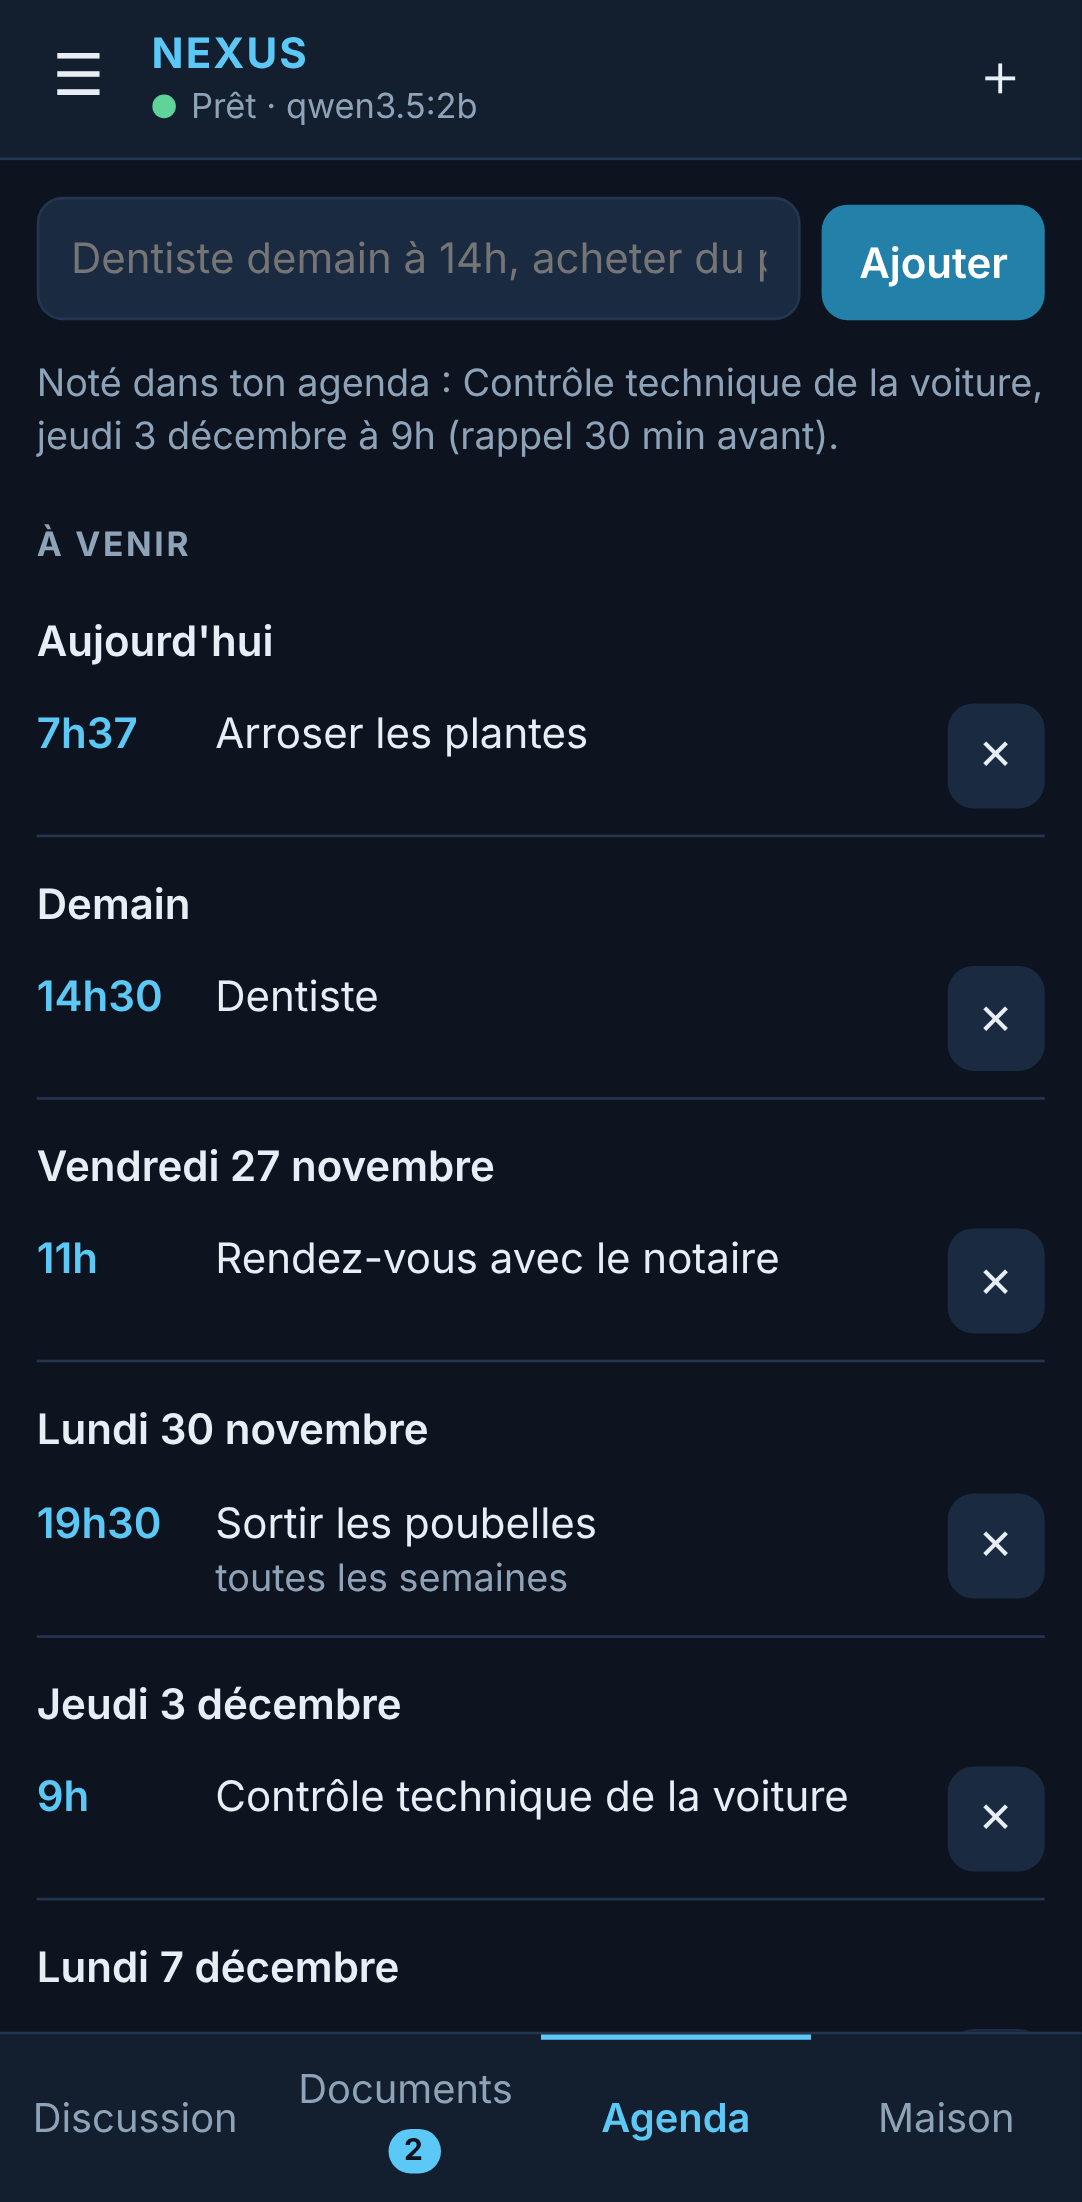 NEXUS
Prêt · qwen3.5:2b
Dentiste demain à 14h, acheter du
Ajouter
Noté dans ton agenda : Contrôle technique de la voiture,
jeudi 3 décembre à 9h (rappel 30 min avant).
À VENIR
Aujourd'hui
7h37 Arroser les plantes
Demain
14h30 Dentiste
Vendredi 27 novembre
11h Rendez-vous avec le notaire
Lundi 30 novembre
19h30 Sortir les poubelles
toutes les semaines
Jeudi 3 décembre
9h Contrôle technique de la voiture
Lundi 7 décembre
Discussion Documents 2 Agenda Maison